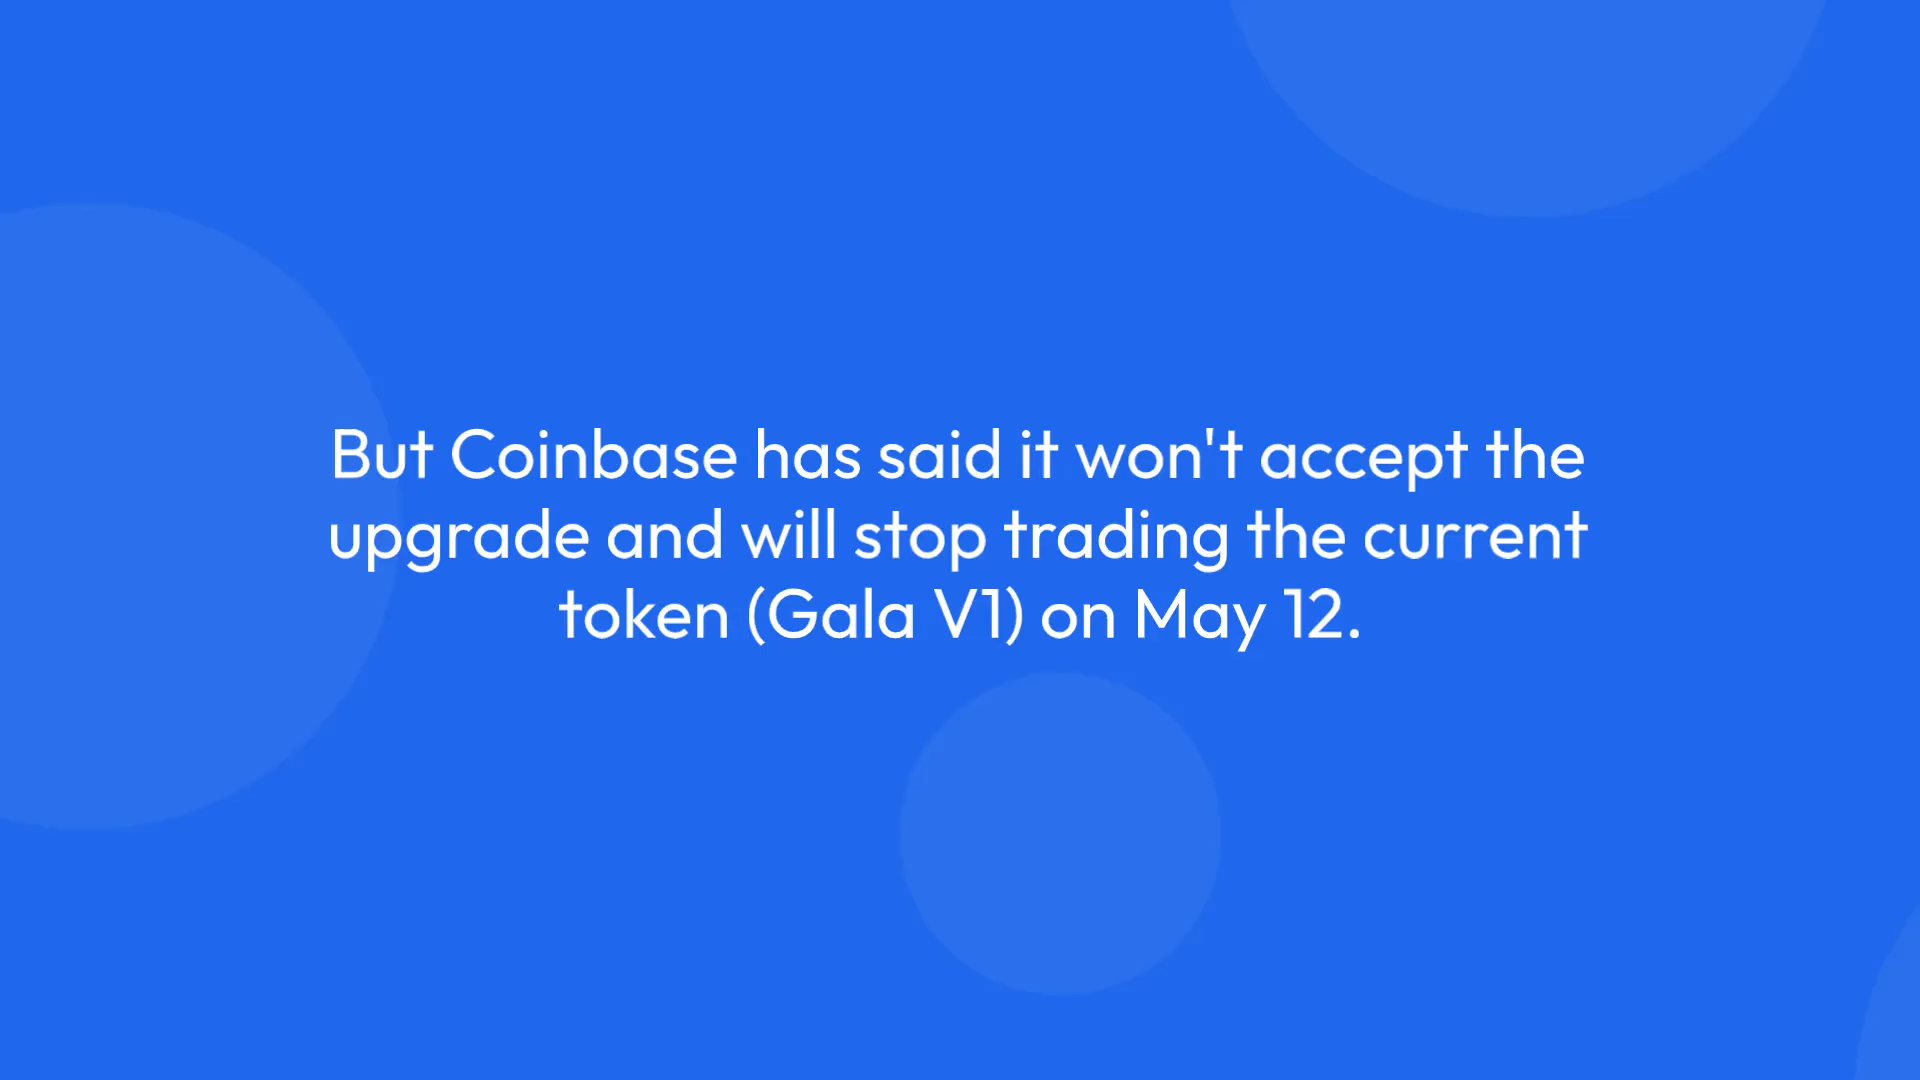 But Coinbase has said it won't accept the
upgrade and will stop trading the current
token (Gala V1) on May 12.